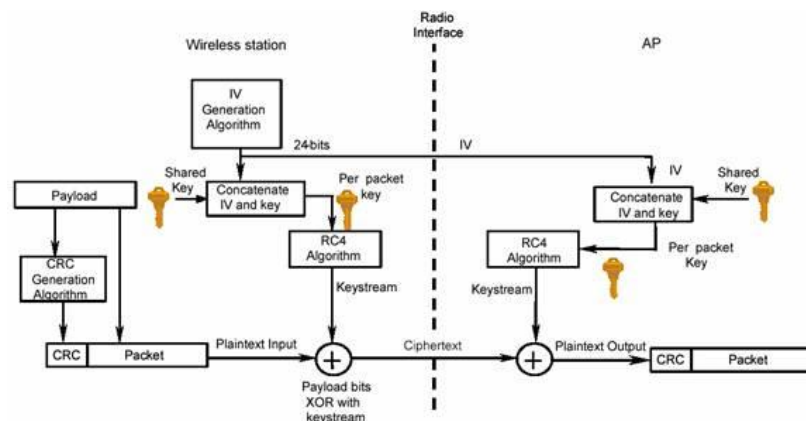 Radio
Interface
Wireless station
AP
IV
Generation
Algorithm
24-bits
IV
Shared
Key
Concatenate
IV and key
Per packet
key
IV
Shared
Key
Concatenate
IV and key
Payload
RC4
Algorithm
RC4
Algorithm
Per packet
Key
CRC
Generation
Algorithm
Keystream
Keystream
CRC
Packet
Plaintext Input
Ciphertext
Plaintext Output
CRC
Packet
Payload bits
XOR with
keystream